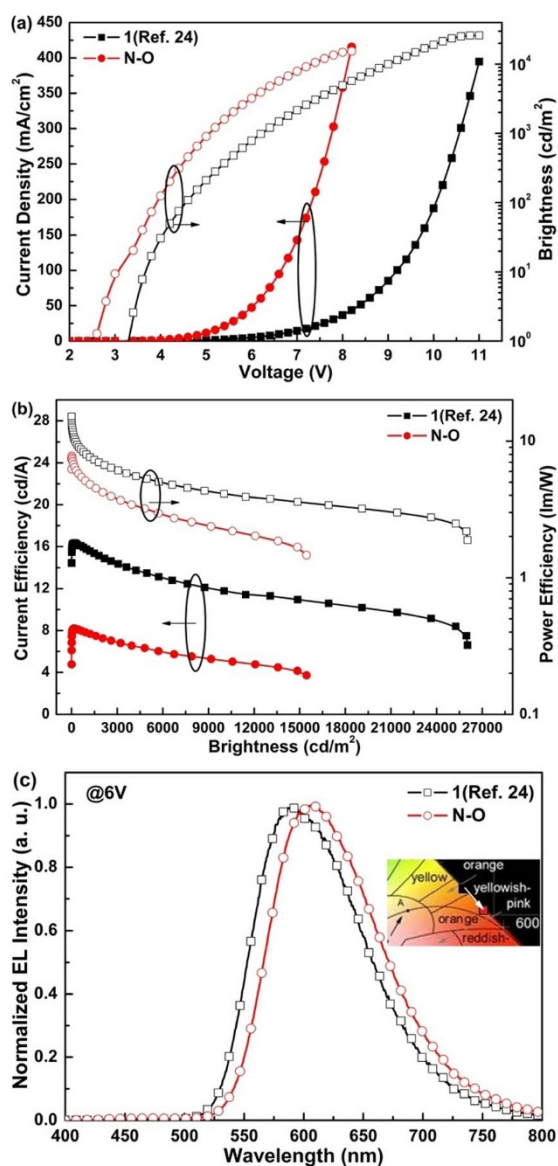 (a)
1(Ref. 24)
N-O
Current Density (mA/cm²)
450
400
350
300
250
200
150
100
50
0
Brightness (cd/m²)
10⁴
10³
10²
10¹
10⁰
2 3 4 5 6 7 8 9 10 11
Voltage (V)
(b)
1(Ref. 24)
N-O
Current Efficiency (cd/A)
28
24
20
16
12
8
4
0
Power Efficiency (lm/W)
10
1
0.1
0 3000 6000 9000 12000 15000 18000 21000 24000 27000
Brightness (cd/m²)
(c)
@6V
1(Ref. 24)
N-O
Normalized EL Intensity (a. u.)
1.0
0.8
0.6
0.4
0.2
0.0
orange
yellow
yellowish-
pink
A
orange
600
reddish-
400 450 500 550 600 650 700 750 800
Wavelength (nm)